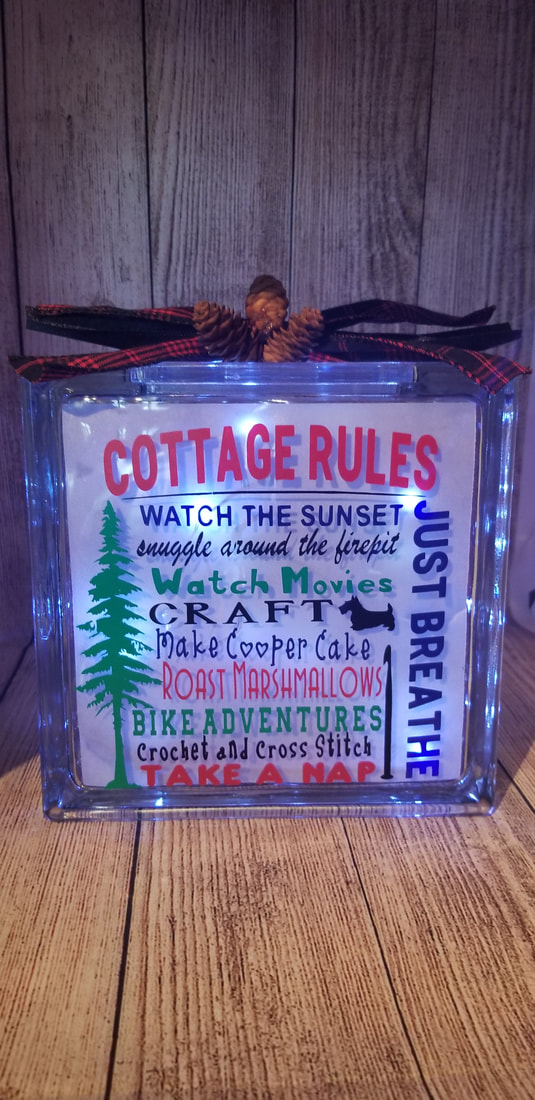 COTTAGE RULES
WATCH THE SUNSET
snuggle around the firepit
Watch Movies
CRAFT
Make Cooper Cake
ROAST MARSHMALLOWS
BIKE ADVENTURES
Crochet and Cross Stitch
TAKE A NAP
JUST BREATHE